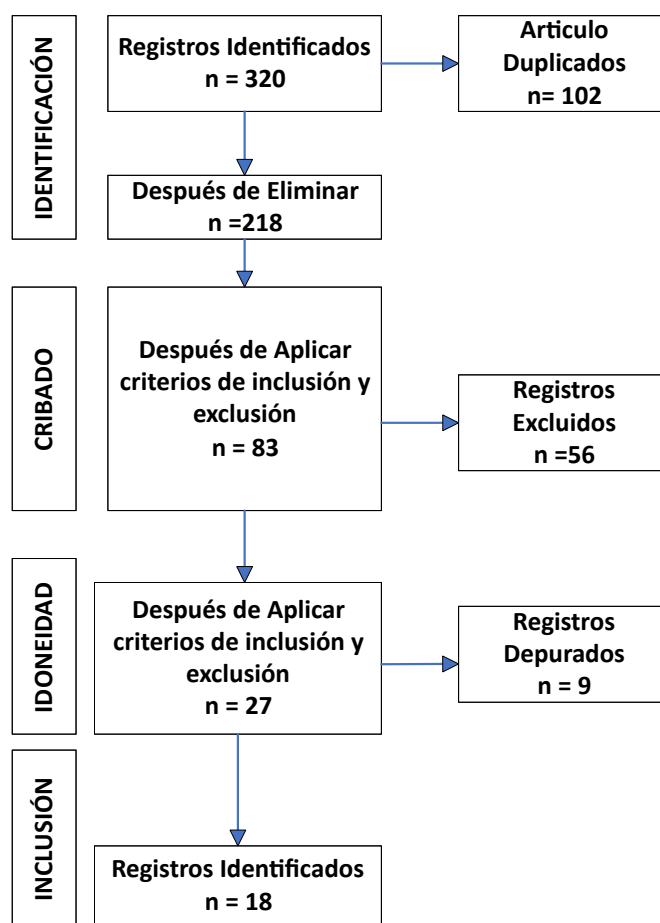 IDENTIFICACIÓN
Registros Identificados
n = 320
Articulo
Duplicados
n= 102
Después de Eliminar
n =218
CRIBADO
Después de Aplicar
criterios de inclusión y
exclusión
n = 83
Registros
Excluidos
n =56
IDONEIDAD
Después de Aplicar
criterios de inclusión y
exclusión
n = 27
Registros
Depurados
n = 9
INCLUSIÓN
Registros Identificados
n = 18